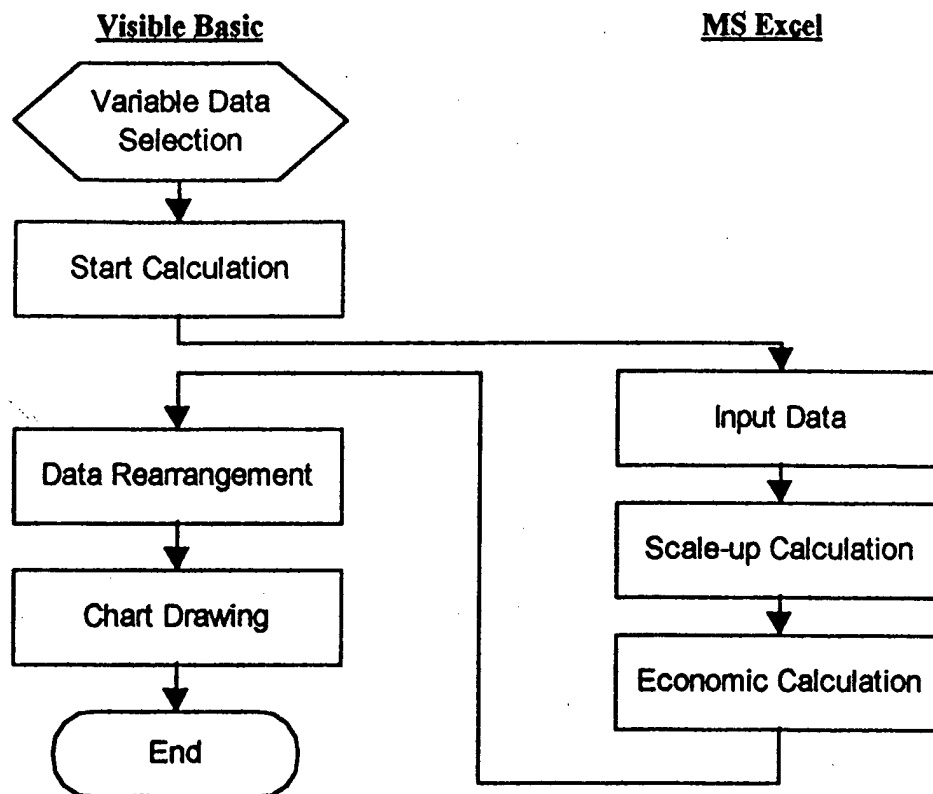 Visible Basic
MS Excel
Variable Data
Selection
Start Calculation
Input Data
Data Rearrangement
Scale-up Calculation
Chart Drawing
Economic Calculation
End